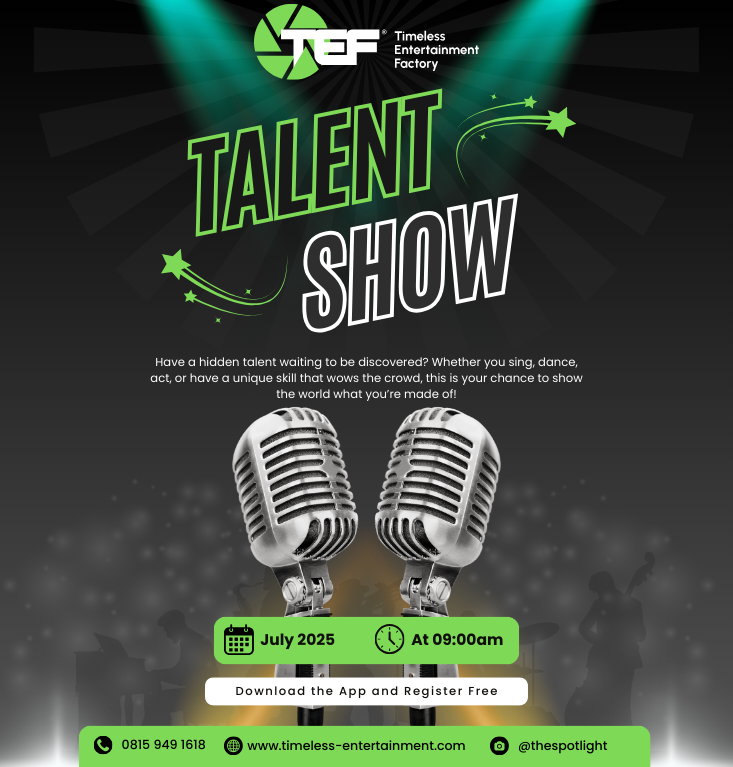 TEF®
Timeless
Entertainment
Factory
TALENT
SHOW
Have a hidden talent waiting to be discovered? Whether you sing, dance,
act, or have a unique skill that wows the crowd, this is your chance to show
the world what you’re made of!
July 2025
At 09:00am
Download the App and Register Free
0815 949 1618
www.timeless-entertainment.com
@thespotlight